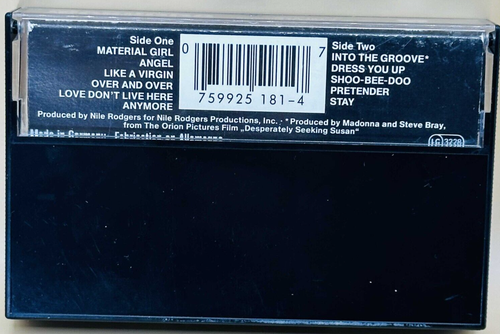 Side One
MATERIAL GIRL
ANGEL
LIKE A VIRGIN
OVER AND OVER
LOVE DON'T LIVE HERE
ANYMORE
0 7
759925 181-4
Side Two
INTO THE GROOVE*
DRESS YOU UP
SHOO-BEE-DOO
PRETENDER
STAY
Produced by Nile Rodgers for Nile Rodgers Productions, Inc. · *Produced by Madonna and Steve Bray,
from The Orion Pictures Film „Desperately Seeking Susan"
Made in Germany · Fabrication en Allemagne
LC 3228